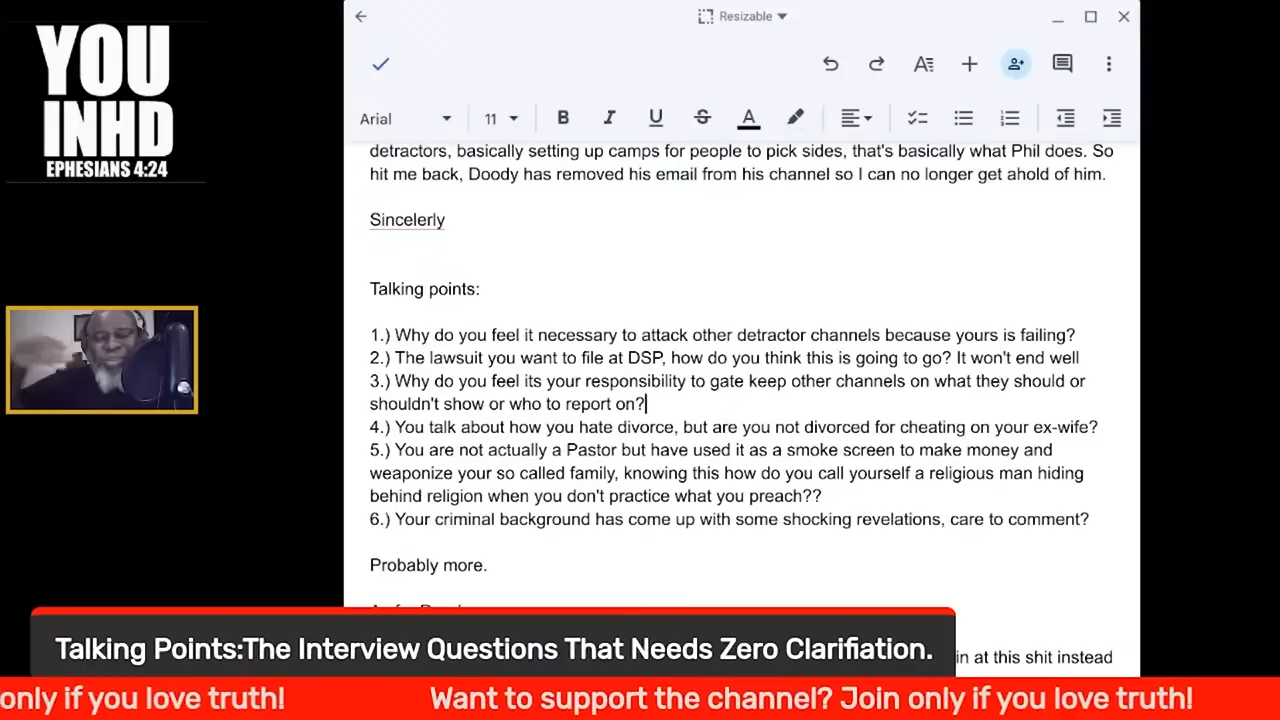 YOU
INHD
EPHESIANS 4:24
Resizable
Arial
11
B
I
U
S
A
detractors, basically setting up camps for people to pick sides, that's basically what Phil does. So
hit me back, Doody has removed his email from his channel so I can no longer get ahold of him.
Sincelerly
Talking points:
1.) Why do you feel it necessary to attack other detractor channels because yours is failing?
2.) The lawsuit you want to file at DSP, how do you think this is going to go? It won't end well
3.) Why do you feel its your responsibility to gate keep other channels on what they should or
shouldn't show or who to report on?
4.) You talk about how you hate divorce, but are you not divorced for cheating on your ex-wife?
5.) You are not actually a Pastor but have used it as a smoke screen to make money and
weaponize your so called family, knowing this how do you call yourself a religious man hiding
behind religion when you don't practice what you preach??
6.) Your criminal background has come up with some shocking revelations, care to comment?
Probably more.
in at this shit instead
Talking Points:The Interview Questions That Needs Zero Clarifiation.
only if you love truth! Want to support the channel? Join only if you love truth!